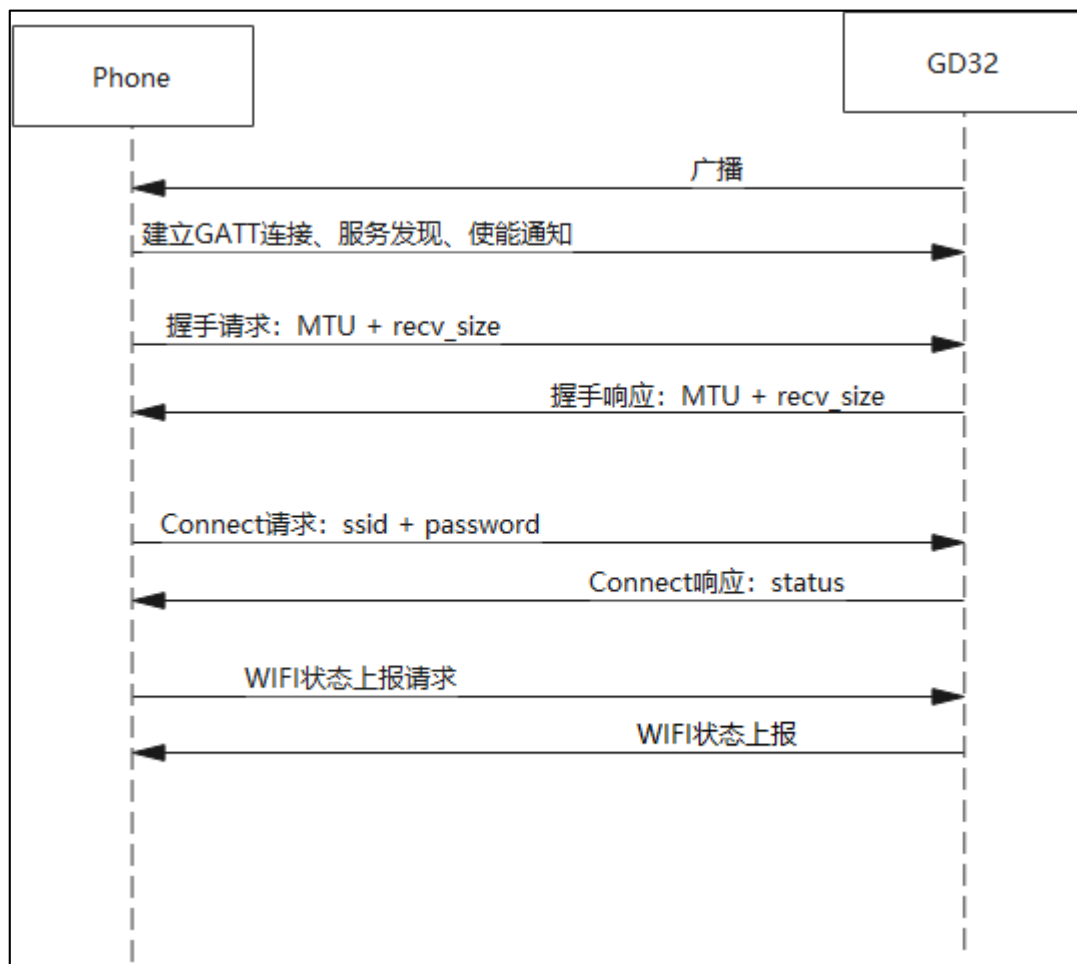 Phone
GD32
广播
建立GATT连接、服务发现、使能通知
握手请求：MTU + recv_size
握手响应：MTU + recv_size
Connect请求：ssid + password
Connect响应：status
WIFI状态上报请求
WIFI状态上报